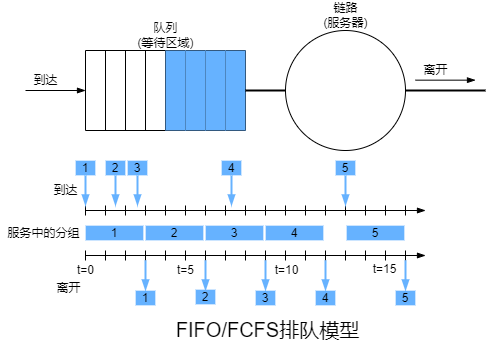 队列
(等待区域)
链路
(服务器)
到达
离开
1 2 3 4 5
到达
服务中的分组
1 2 3 4 5
t=0 t=5 t=10 t=15
离开
1 2 3 4 5
FIFO/FCFS排队模型